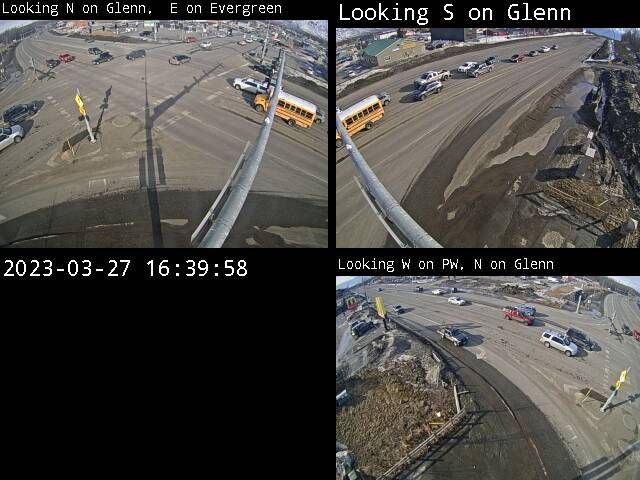 Looking N on Glenn,  E on Evergreen
Looking S on Glenn
2023-03-27 16:39:58
Looking W on PW, N on Glenn